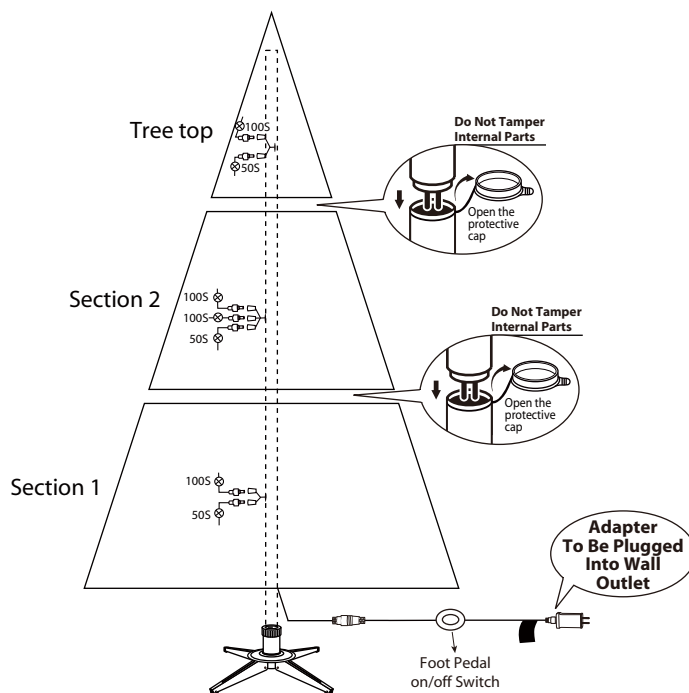 Do Not Tamper
Internal Parts
Tree top
100S
50S
Open the
protective
cap
Section 2
100S
100S
50S
Do Not Tamper
Internal Parts
Open the
protective
cap
Section 1
100S
50S
Adapter
To Be Plugged
Into Wall
Outlet
Foot Pedal
on/off Switch